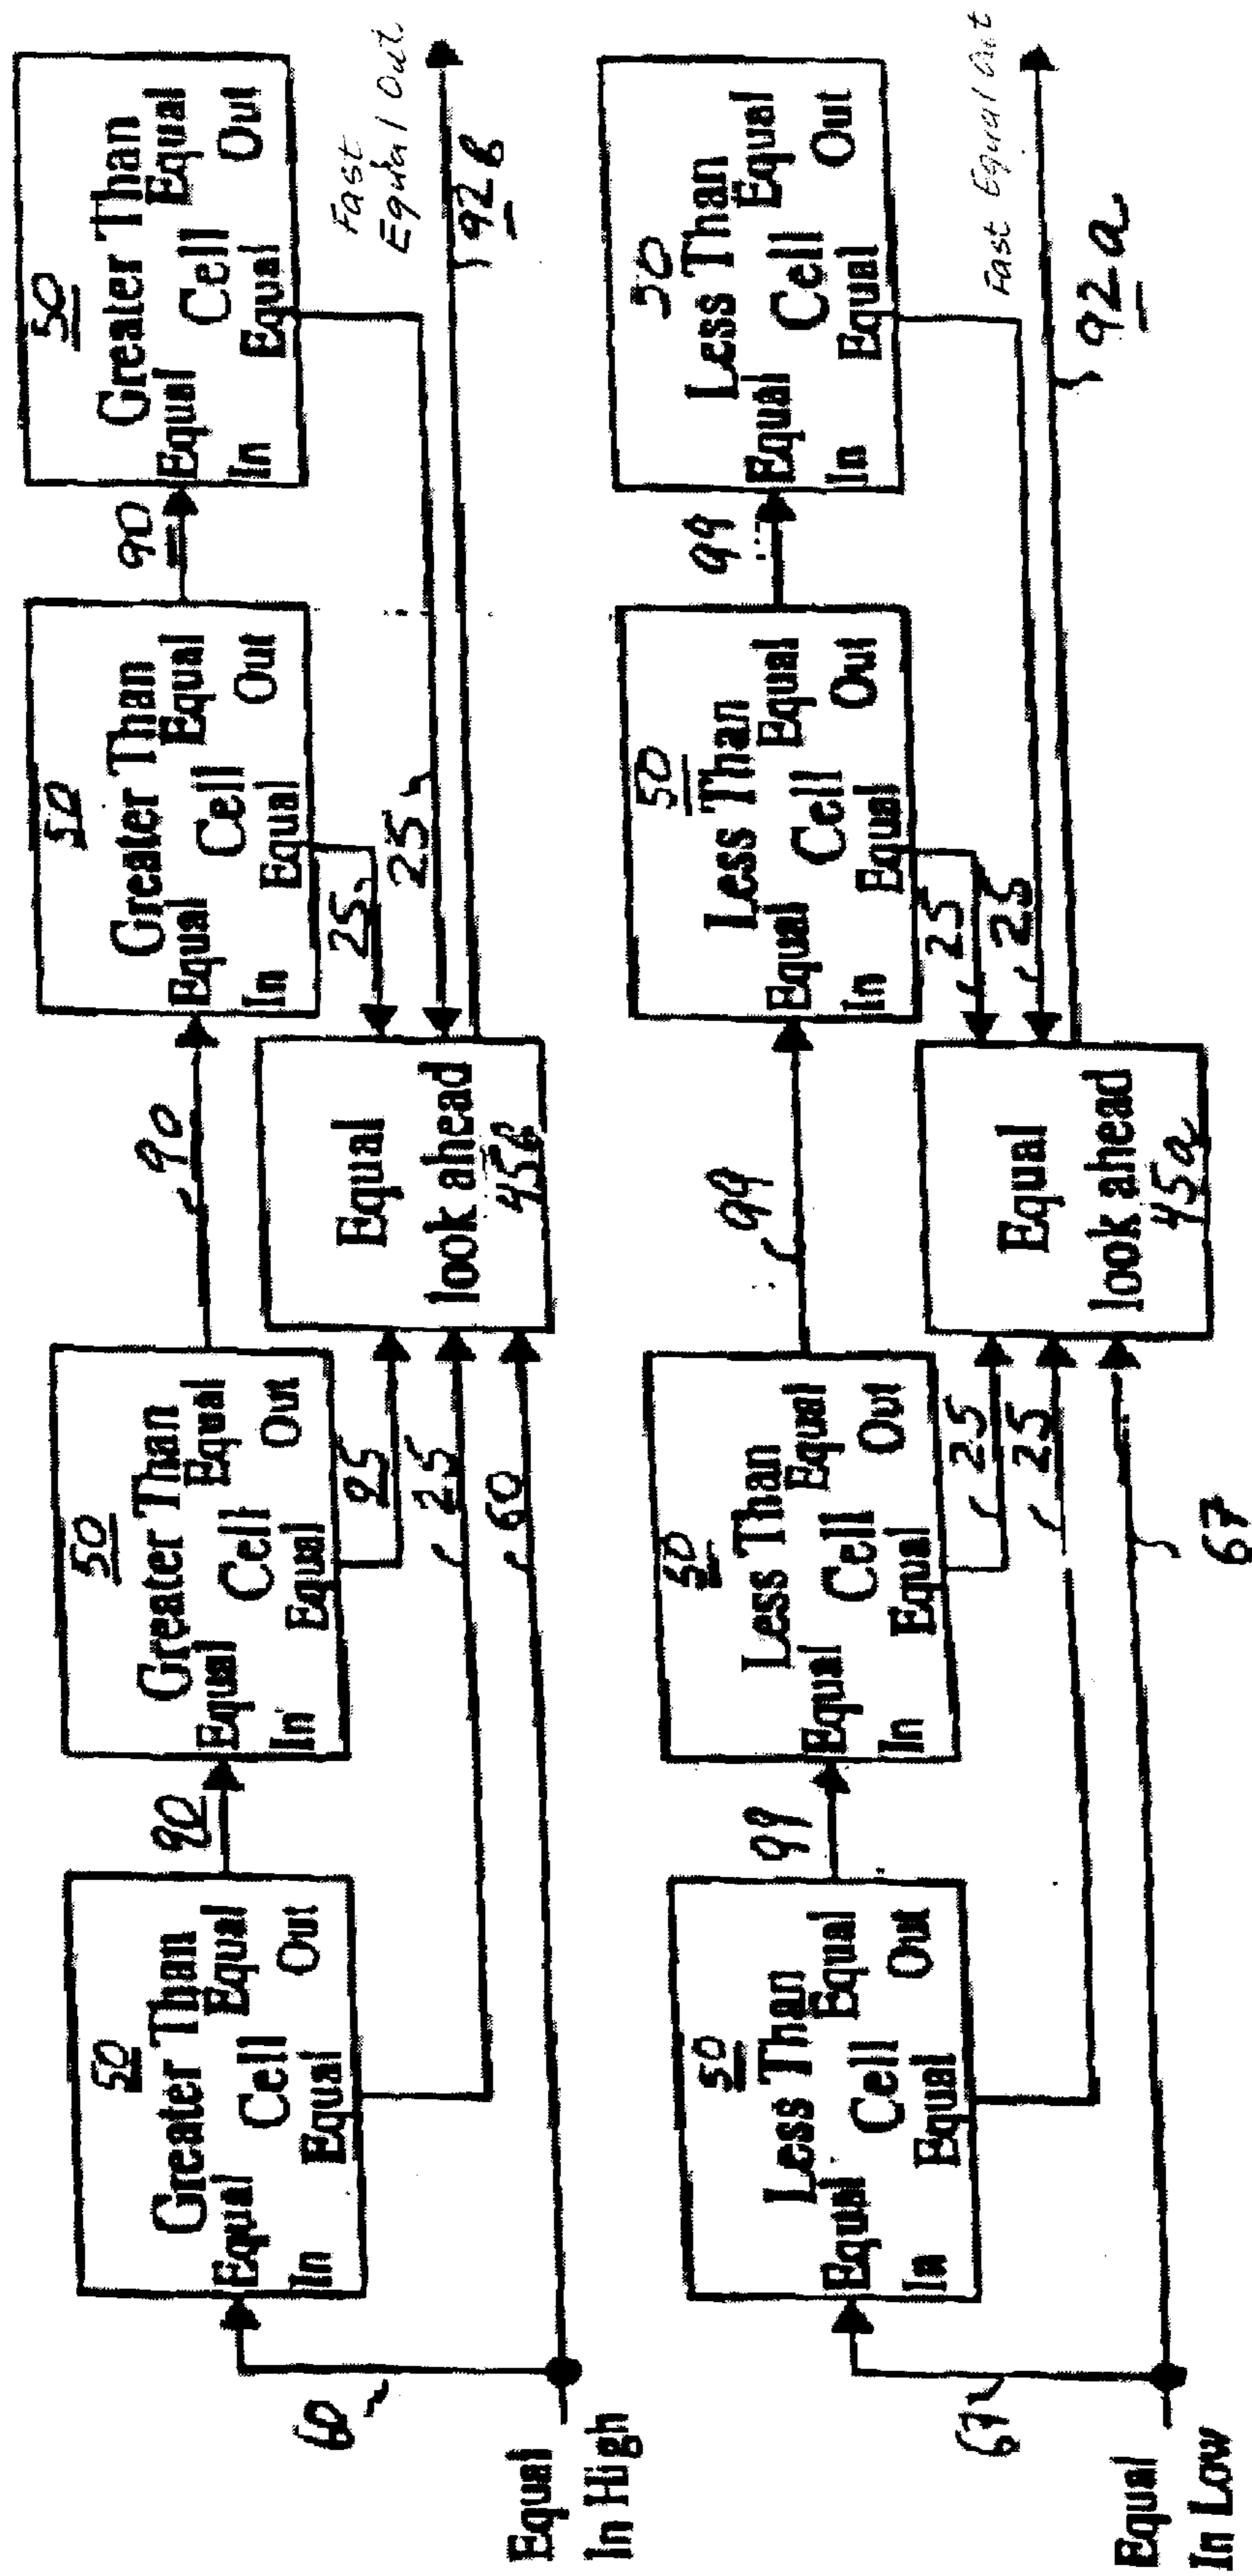 50
Greater Than
Equal Equal
Cell
In Equal Out
90
50
Greater Than
Equal Equal
Cell
In Equal Out
90
50
Greater Than
Equal Equal
Cell
In Equal Out
90
50
Greater Than
Equal Equal
Cell
In Equal Out
60
Equal
In High
25
25
60
Equal
look ahead
45b
25
25
Fast
Equal Out
92b
50
Less Than
Equal Equal
Cell
In Equal Out
99
50
Less Than
Equal Equal
Cell
In Equal Out
99
50
Less Than
Equal Equal
Cell
In Equal Out
99
50
Less Than
Equal Equal
Cell
In Equal Out
67
Equal
In Low
25
25
67
Equal
look ahead
45a
25
25
Fast Equal Out
92a